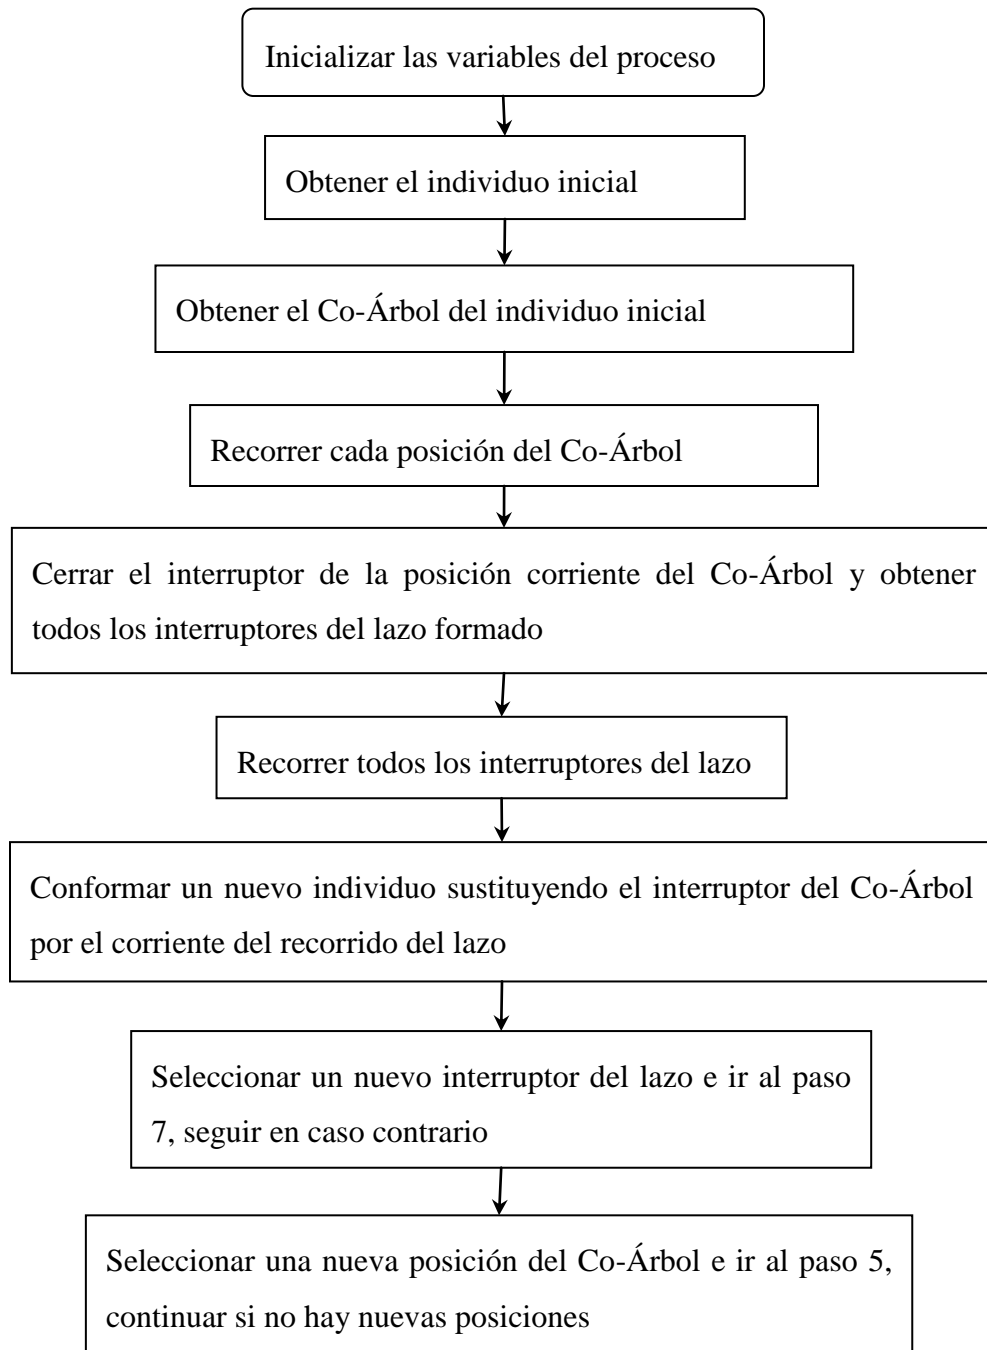 Inicializar las variables del proceso
Obtener el individuo inicial
Obtener el Co-Árbol del individuo inicial
Recorrer cada posición del Co-Árbol
Cerrar el interruptor de la posición corriente del Co-Árbol y obtener
todos los interruptores del lazo formado
Recorrer todos los interruptores del lazo
Conformar un nuevo individuo sustituyendo el interruptor del Co-Árbol
por el corriente del recorrido del lazo
Seleccionar un nuevo interruptor del lazo e ir al paso
7, seguir en caso contrario
Seleccionar una nueva posición del Co-Árbol e ir al paso 5,
continuar si no hay nuevas posiciones